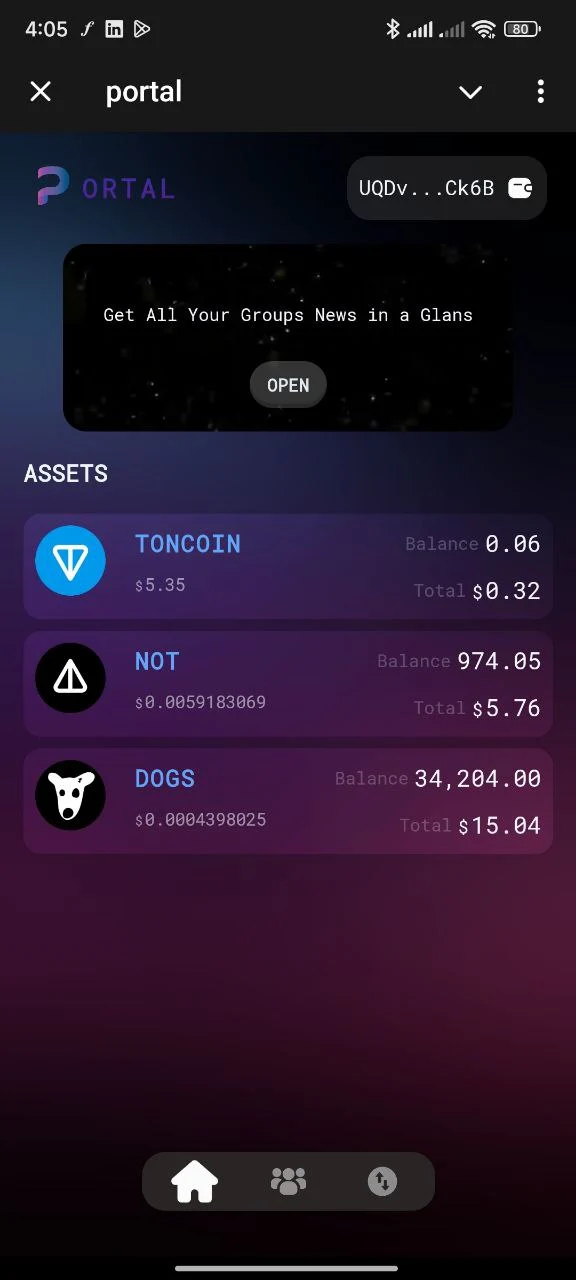 4:05
80
portal
PORTAL
UQDv...Ck6B
Get All Your Groups News in a Glans
OPEN
ASSETS
TONCOIN
Balance 0.06
$5.35
Total $0.32
NOT
Balance 974.05
$0.0059183069
Total $5.76
DOGS
Balance 34,204.00
$0.0004398025
Total $15.04